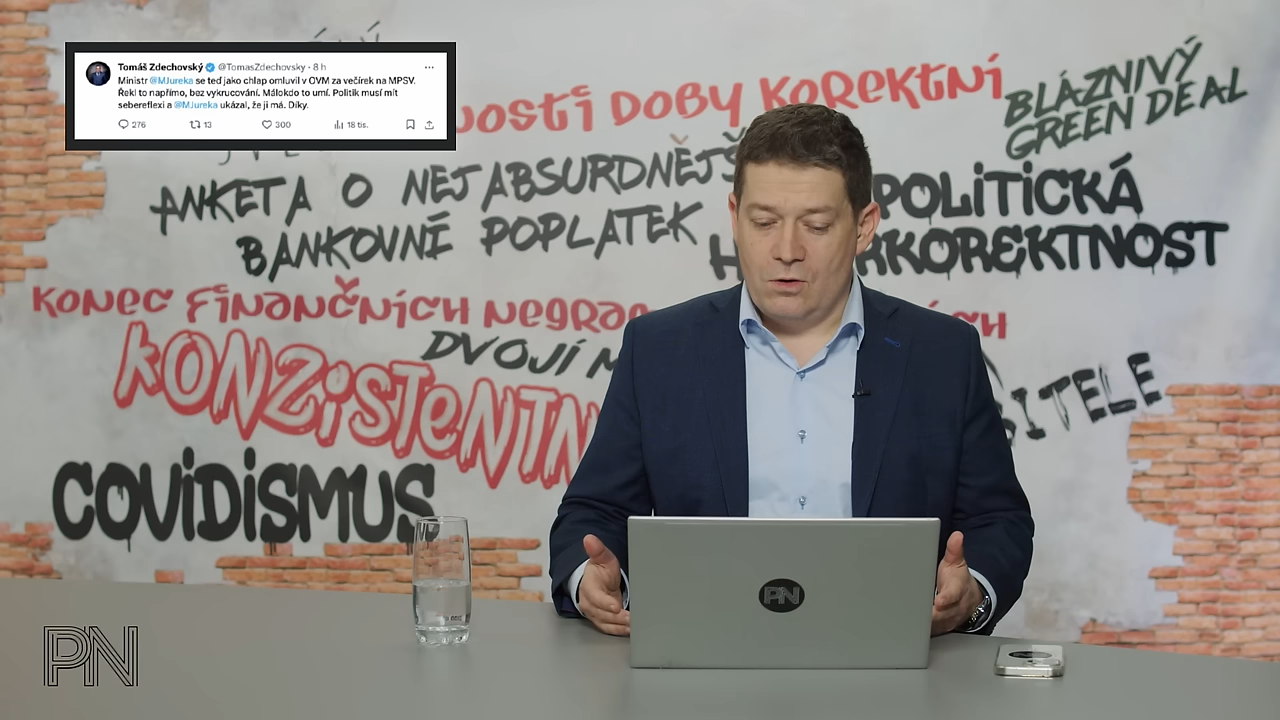 Tomáš Zdechovský @TomasZdechovsky · 8 h
Ministr @MJureka se teď jako chlap omluvil v OVM za večírek na MPSV.
Řekl to napřímo, bez vykrucování. Málokdo to umí. Politik musí mít
sebereflexi a @MJureka ukázal, že ji má. Díky.
276 13 300 18 tis.
DOBY KOREKTNÍ
BLÁZNIVÝ
GREEN DEAL
ANKETA O NEJABSURDNĚJŠ
BANKOVNÍ POPLATEK
POLITICKÁ
KOREKTNOST
KONEC FINANČNÍCH NEGRAM
KONZISTENTN
DVOJÍ M
SITELE
COVIDISMUS
PN
PN